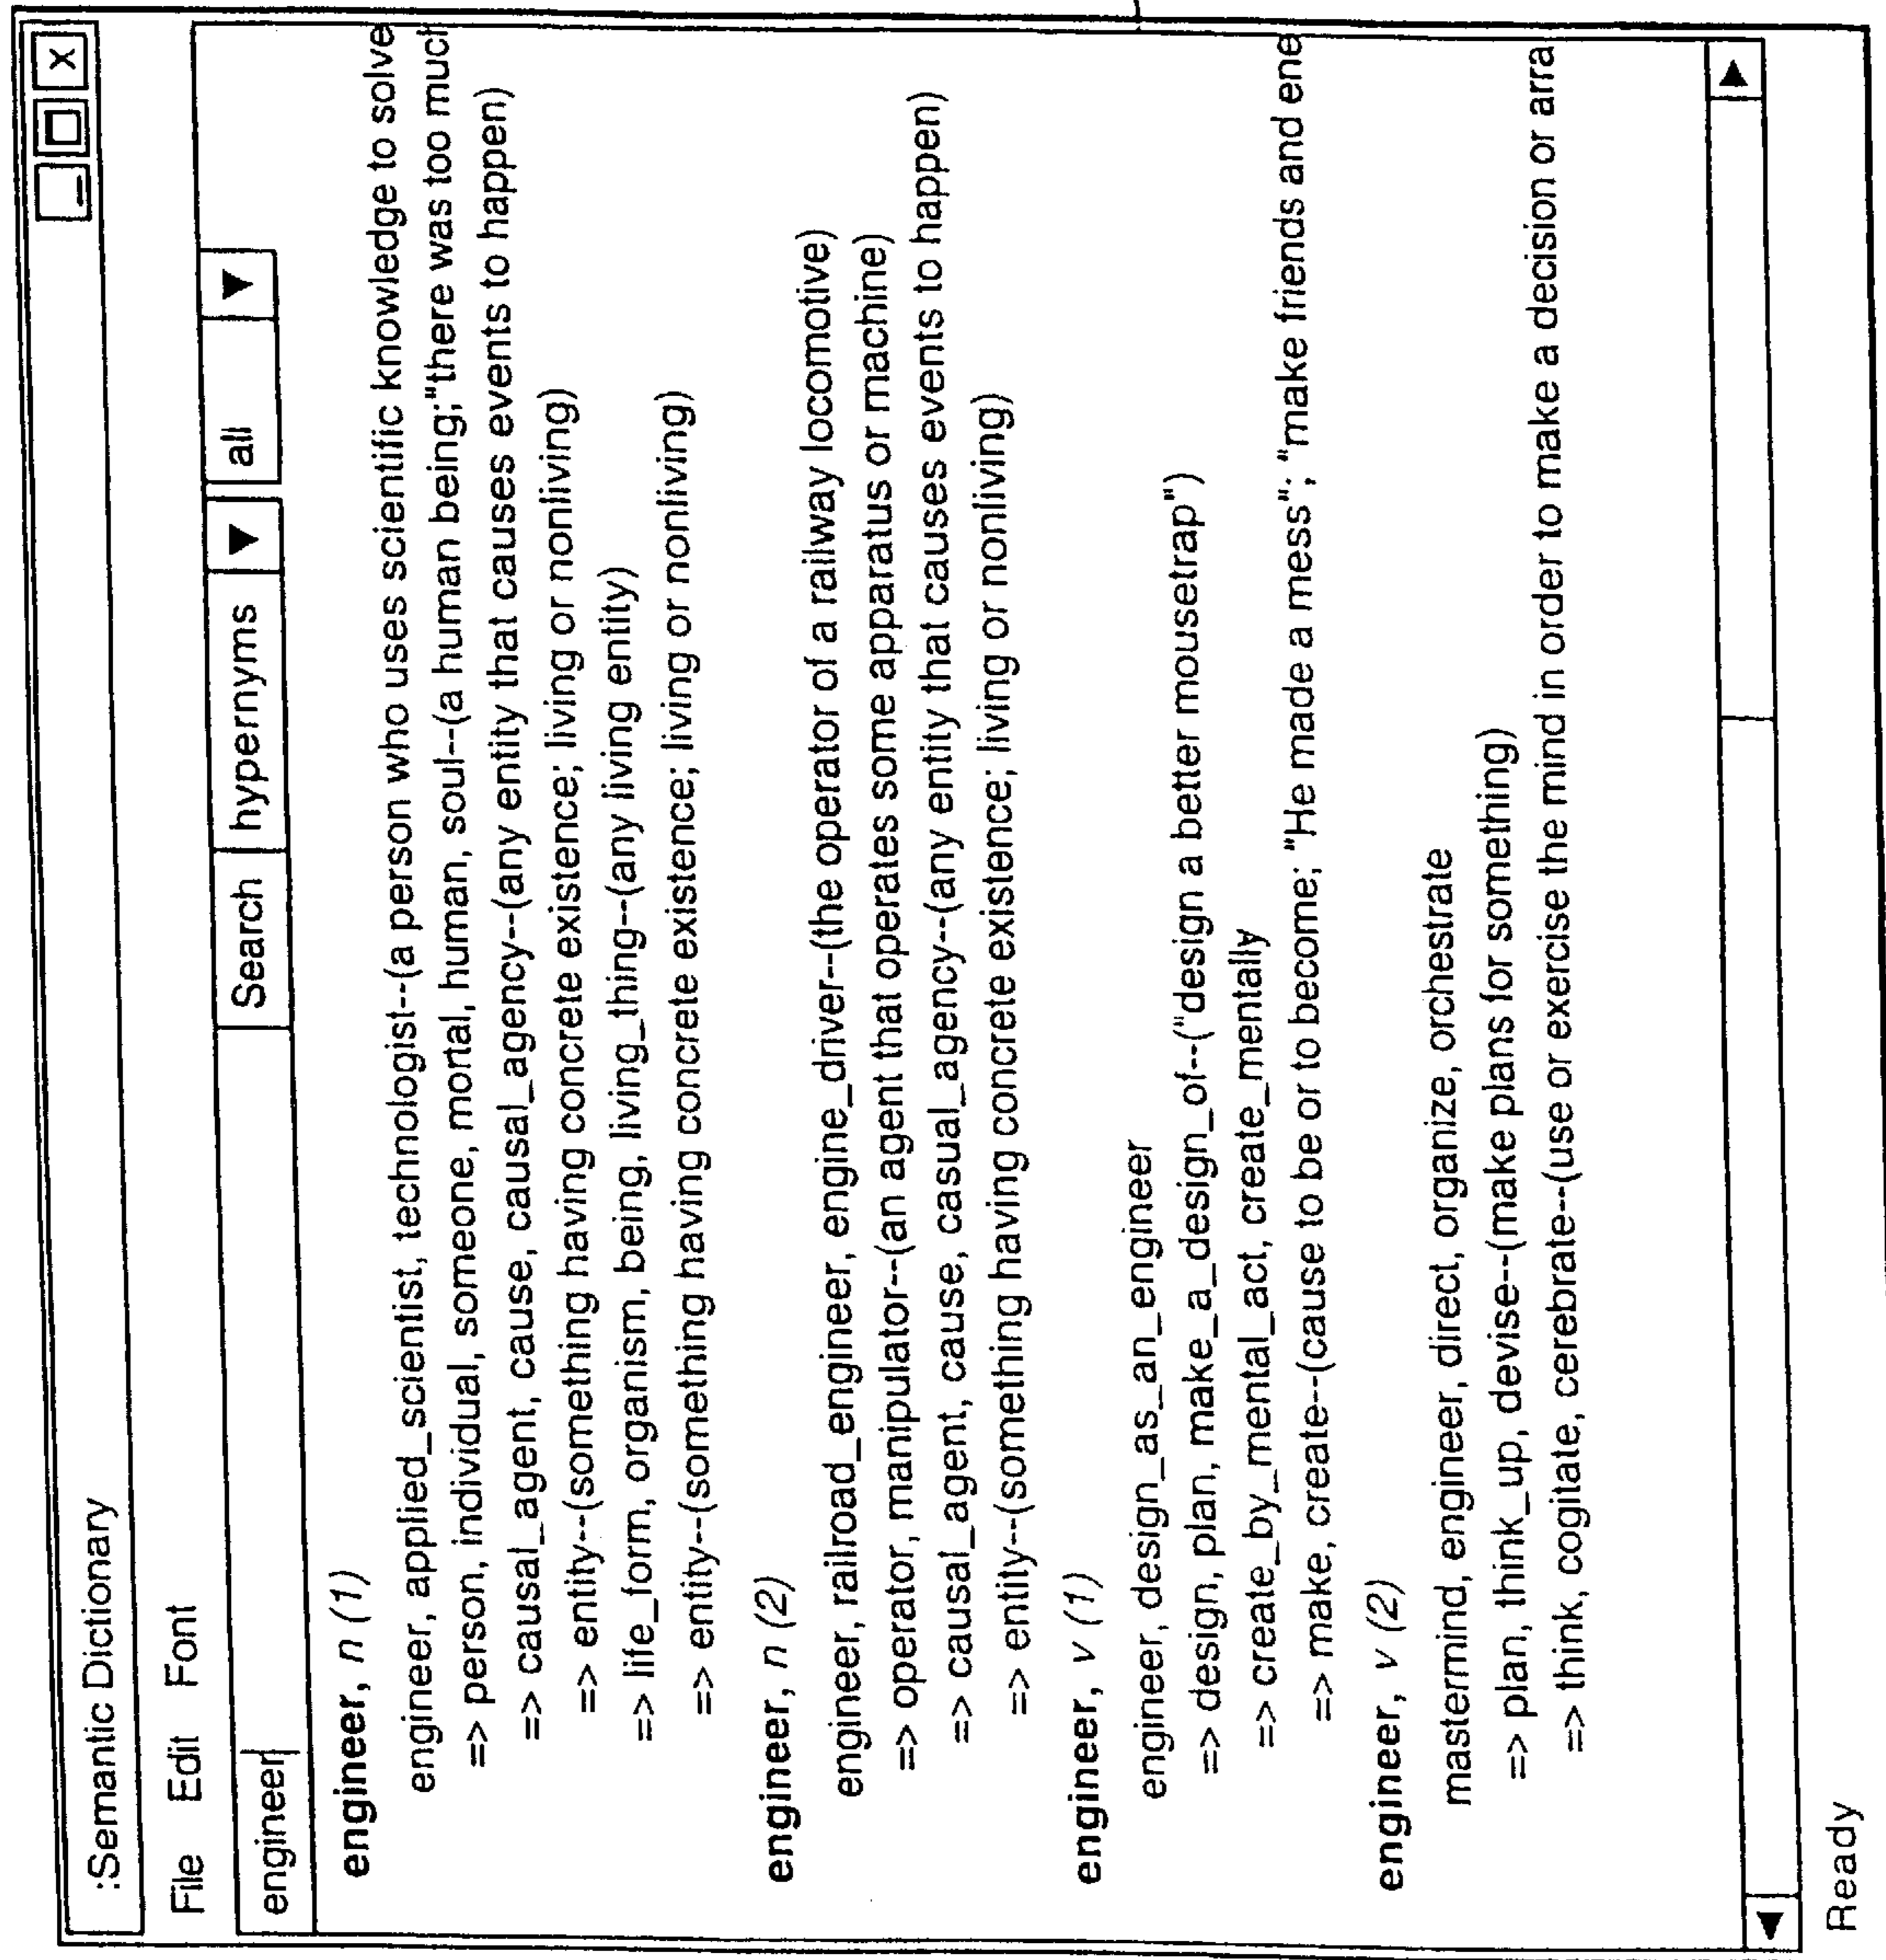 :Semantic Dictionary
File Edit Font
engineer Search hypernyms all
engineer, n (1)
engineer, applied_scientist, technologist--(a person who uses scientific knowledge to solve
=> person, individual, someone, mortal, human, soul--(a human being;"there was too much
=> causal_agent, cause, causal_agency--(any entity that causes events to happen)
=> entity--(something having concrete existence; living or nonliving)
=> life_form, organism, being, living_thing--(any living entity)
=> entity--(something having concrete existence; living or nonliving)
engineer, n (2)
engineer, railroad_engineer, engine_driver--(the operator of a railway locomotive)
=> operator, manipulator--(an agent that operates some apparatus or machine)
=> causal_agent, cause, casual_agency--(any entity that causes events to happen)
=> entity--(something having concrete existence; living or nonliving)
engineer, v (1)
engineer, design_as_an_engineer
=> design, plan, make_a_design_of--("design a better mousetrap")
=> create_by_mental_act, create_mentally
=> make, create--(cause to be or to become; "He made a mess"; "make friends and ene
engineer, v (2)
mastermind, engineer, direct, organize, orchestrate
=> plan, think_up, devise--(make plans for something)
=> think, cogitate, cerebrate--(use or exercise the mind in order to make a decision or arra
Ready